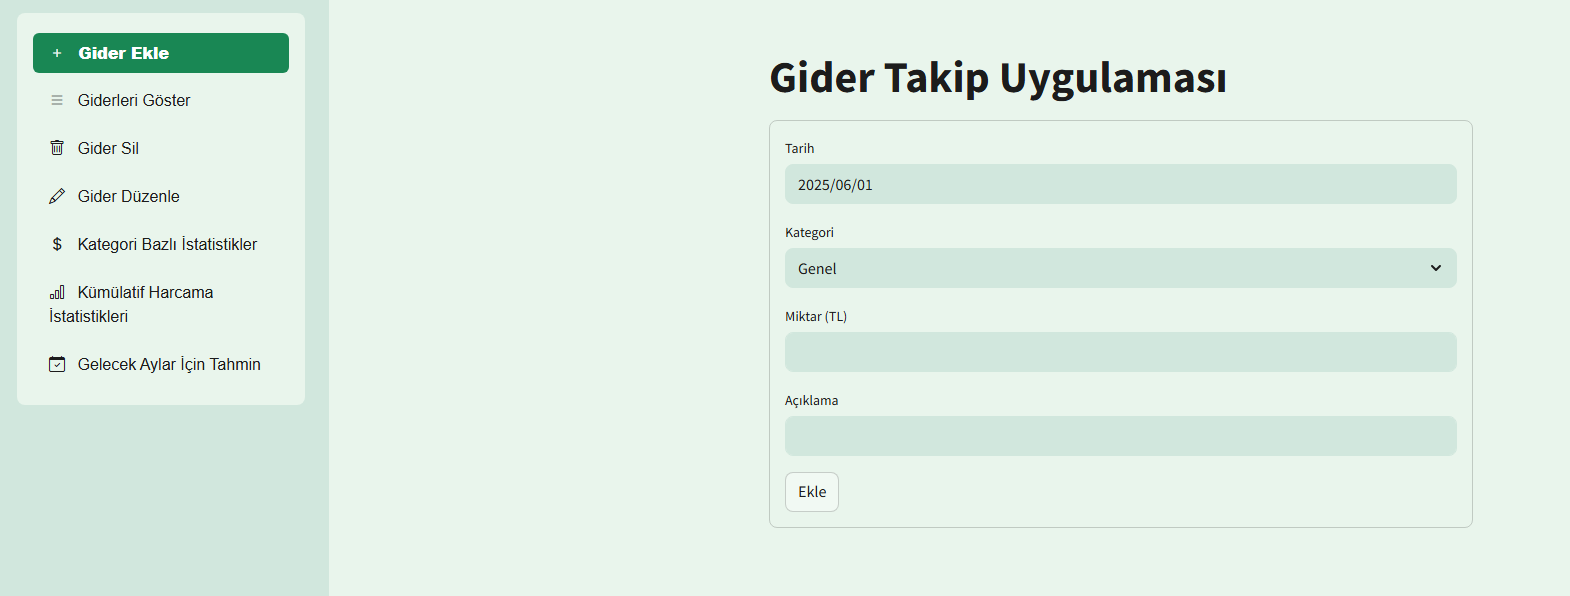 Gider Ekle
Giderleri Göster
Gider Sil
Gider Düzenle
Kategori Bazlı İstatistikler
Kümülatif Harcama
İstatistikleri
Gelecek Aylar İçin Tahmin
Gider Takip Uygulaması
Tarih
2025/06/01
Kategori
Genel
Miktar (TL)
Açıklama
Ekle